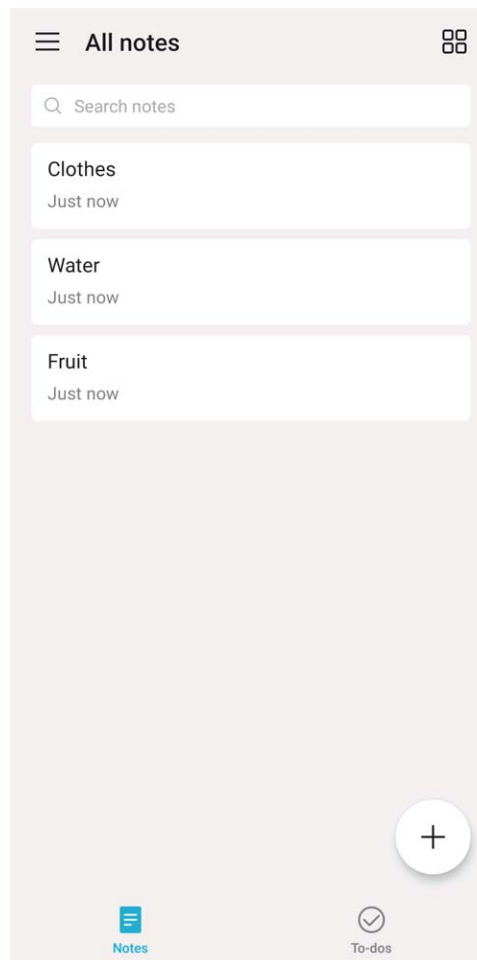 All notes
Search notes
Clothes
Just now
Water
Just now
Fruit
Just now
Notes
To-dos